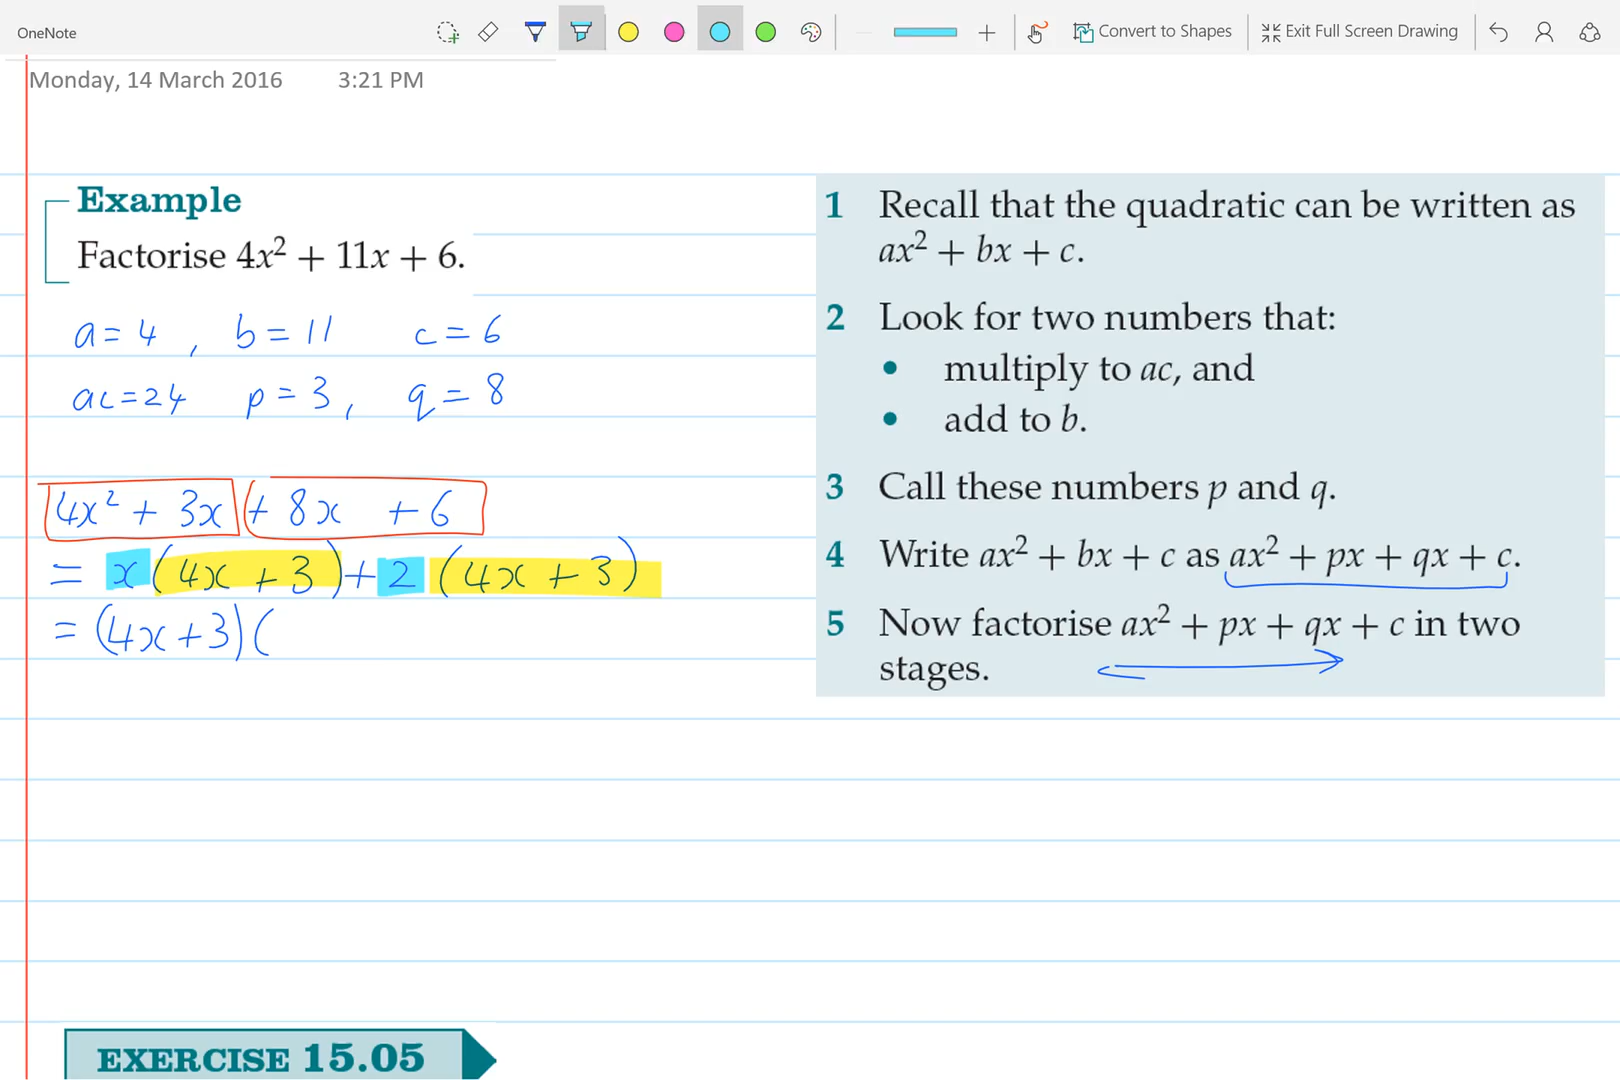 OneNote
Convert to Shapes
Exit Full Screen Drawing
Monday, 14 March 2016 3:21 PM
Example
Factorise 4x² + 11x + 6.
a = 4 , b = 11 c = 6
ac = 24 p = 3 , q = 8
4x² + 3x + 8x + 6
= x(4x + 3) + 2(4x + 3)
= (4x + 3)(
1 Recall that the quadratic can be written as
ax² + bx + c.
2 Look for two numbers that:
• multiply to ac, and
• add to b.
3 Call these numbers p and q.
4 Write ax² + bx + c as ax² + px + qx + c.
5 Now factorise ax² + px + qx + c in two
stages.
EXERCISE 15.05